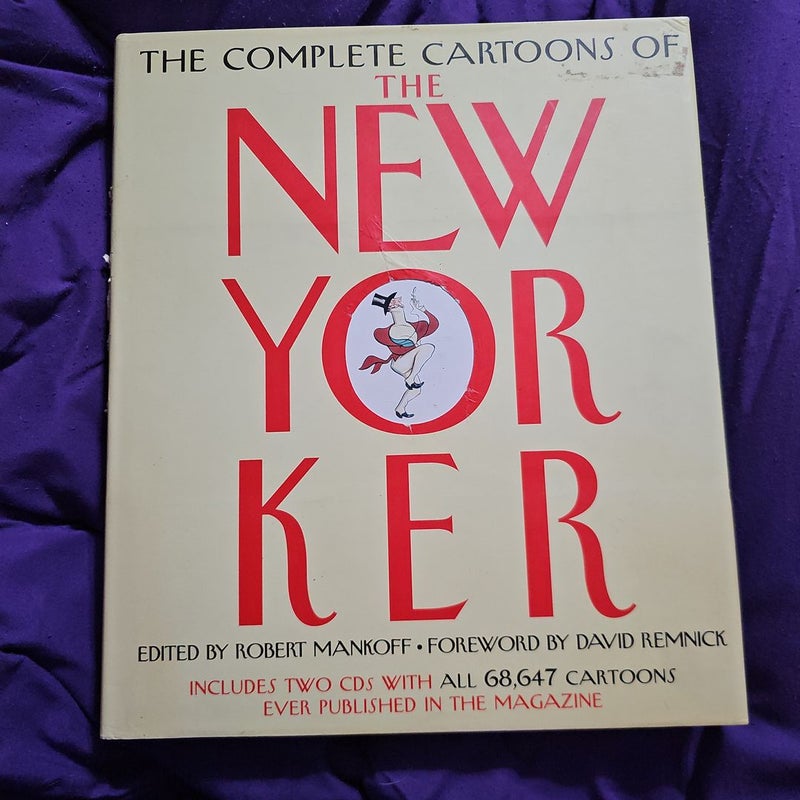 THE COMPLETE CARTOONS OF
THE
NEW
YOR
KER
EDITED BY ROBERT MANKOFF • FOREWORD BY DAVID REMNICK
INCLUDES TWO CDS WITH ALL 68,647 CARTOONS
EVER PUBLISHED IN THE MAGAZINE